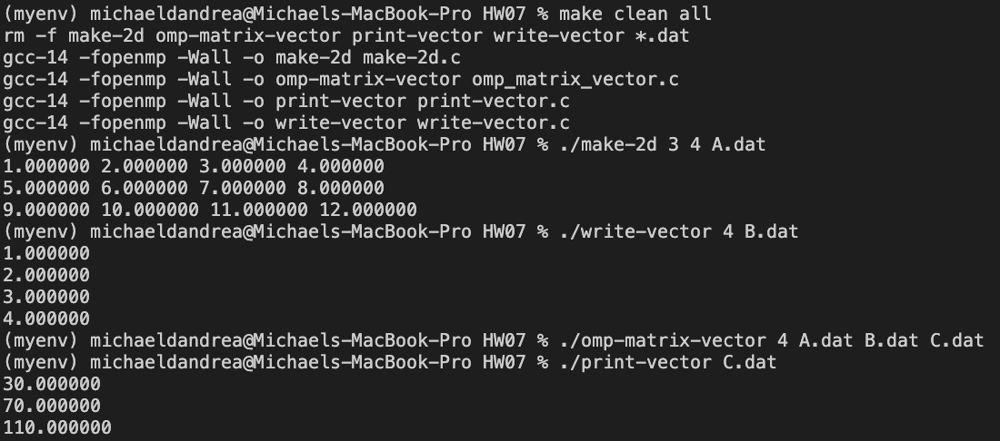 (myenv) michaeldandrea@Michaels-MacBook-Pro HW07 % make clean all
rm -f make-2d omp-matrix-vector print-vector write-vector *.dat
gcc-14 -fopenmp -Wall -o make-2d make-2d.c
gcc-14 -fopenmp -Wall -o omp-matrix-vector omp_matrix_vector.c
gcc-14 -fopenmp -Wall -o print-vector print-vector.c
gcc-14 -fopenmp -Wall -o write-vector write-vector.c
(myenv) michaeldandrea@Michaels-MacBook-Pro HW07 % ./make-2d 3 4 A.dat
1.000000 2.000000 3.000000 4.000000
5.000000 6.000000 7.000000 8.000000
9.000000 10.000000 11.000000 12.000000
(myenv) michaeldandrea@Michaels-MacBook-Pro HW07 % ./write-vector 4 B.dat
1.000000
2.000000
3.000000
4.000000
(myenv) michaeldandrea@Michaels-MacBook-Pro HW07 % ./omp-matrix-vector 4 A.dat B.dat C.dat
(myenv) michaeldandrea@Michaels-MacBook-Pro HW07 % ./print-vector C.dat
30.000000
70.000000
110.000000